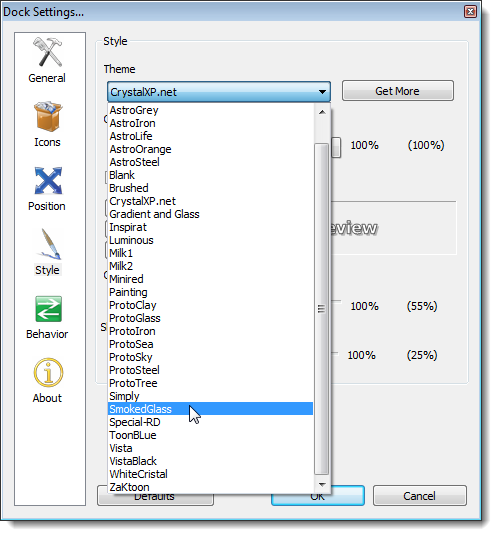 Dock Settings...
General
Icons
Position
Style
Behavior
About
Style
Theme
CrystalXP.net
Get More
AstroGrey
AstroIron
AstroLife
AstroOrange
AstroSteel
Blank
Brushed
CrystalXP.net
Gradient and Glass
Inspirat
Luminous
Milk1
Milk2
Minired
Painting
ProtoClay
ProtoGlass
ProtoIron
ProtoSea
ProtoSky
ProtoSteel
ProtoTree
Simply
SmokedGlass
Special-RD
ToonBLue
Vista
VistaBlack
WhiteCristal
ZaKtoon
100% (100%)
eview
100% (55%)
100% (25%)
Defaults
OK
Cancel